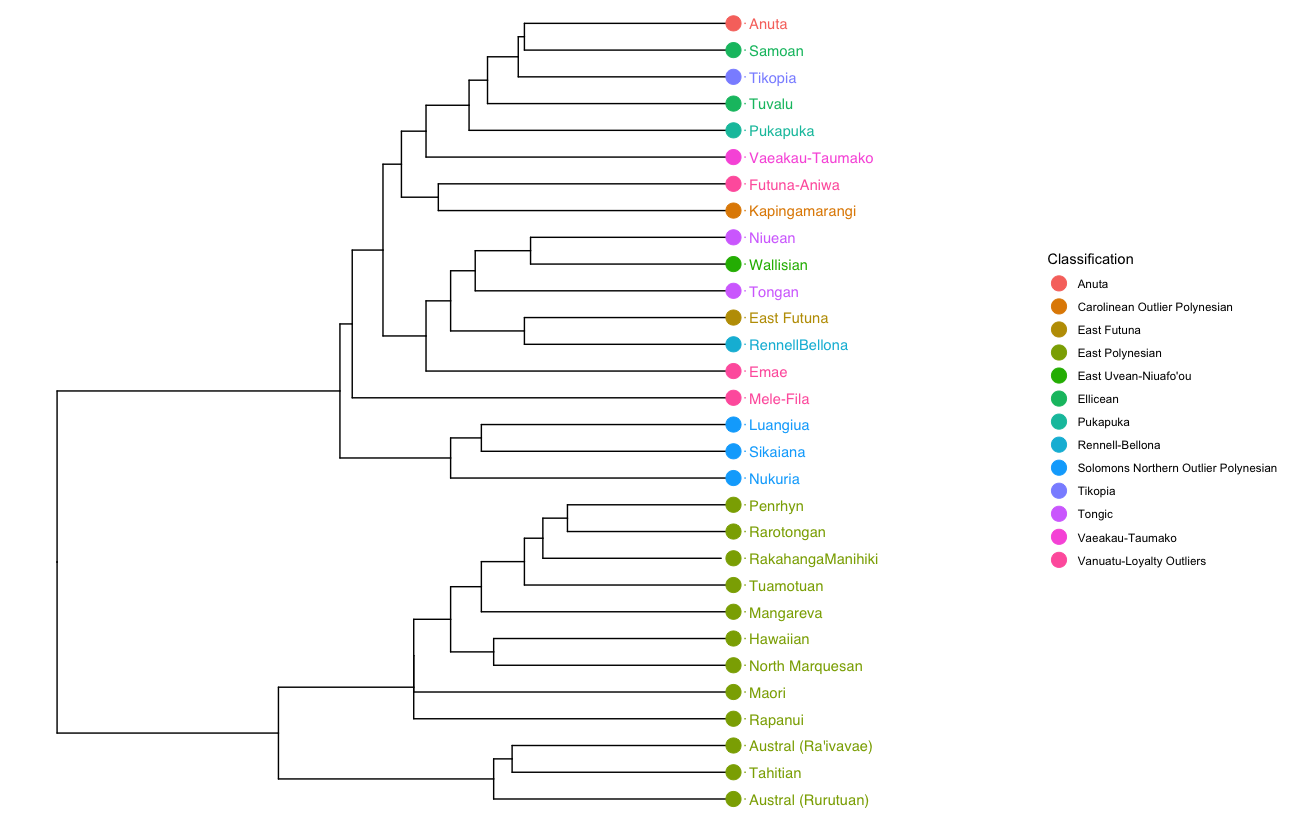 Anuta
Samoan
Tikopia
Tuvalu
Pukapuka
Vaeakau-Taumako
Futuna-Aniwa
Kapingamarangi
Niuean
Wallisian
Tongan
East Futuna
RennellBellona
Emae
Mele-Fila
Luangiua
Sikaiana
Nukuria
Penrhyn
Rarotongan
RakahangaManihiki
Tuamotuan
Mangareva
Hawaiian
North Marquesan
Maori
Rapanui
Austral (Ra'ivavae)
Tahitian
Austral (Rurutuan)
Classification
Anuta
Carolinean Outlier Polynesian
East Futuna
East Polynesian
East Uvean-Niuafo'ou
Ellicean
Pukapuka
Rennell-Bellona
Solomons Northern Outlier Polynesian
Tikopia
Tongic
Vaeakau-Taumako
Vanuatu-Loyalty Outliers